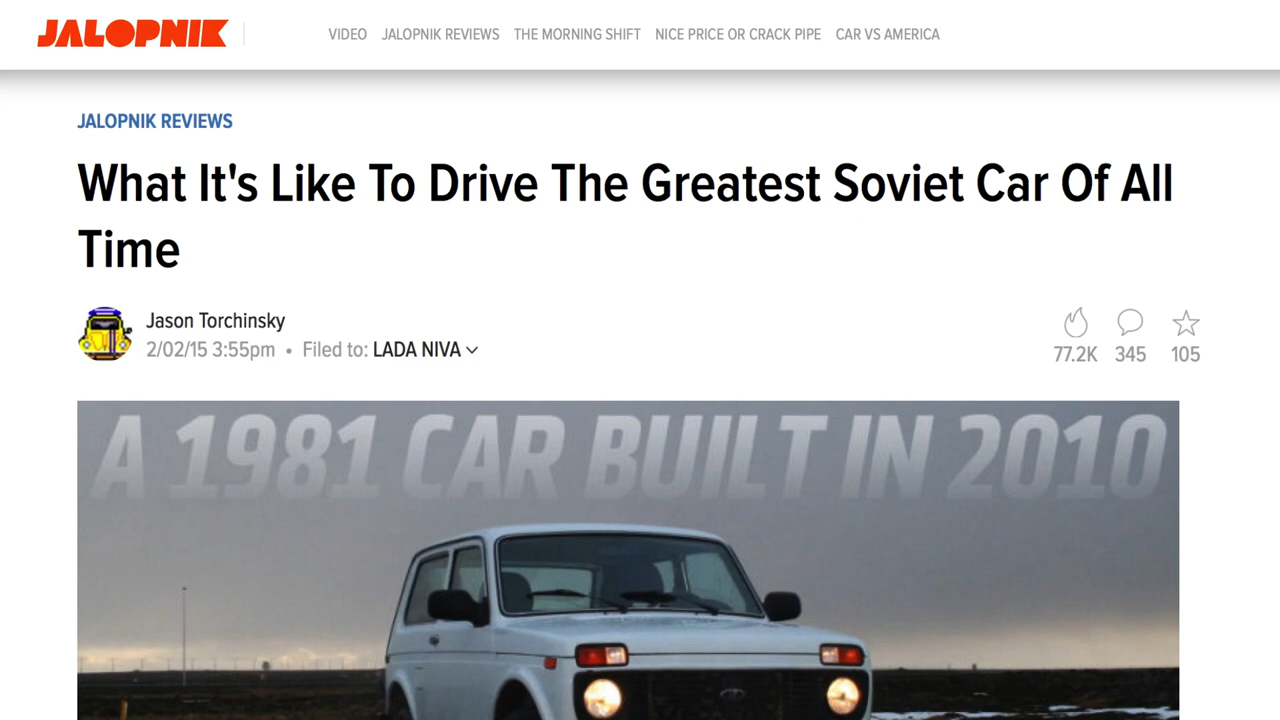 JALOPNIK
VIDEO JALOPNIK REVIEWS THE MORNING SHIFT NICE PRICE OR CRACK PIPE CAR VS AMERICA
JALOPNIK REVIEWS
What It's Like To Drive The Greatest Soviet Car Of All
Time
Jason Torchinsky
2/02/15 3:55pm • Filed to: LADA NIVA
77.2K 345 105
A 1981 CAR BUILT IN 2010